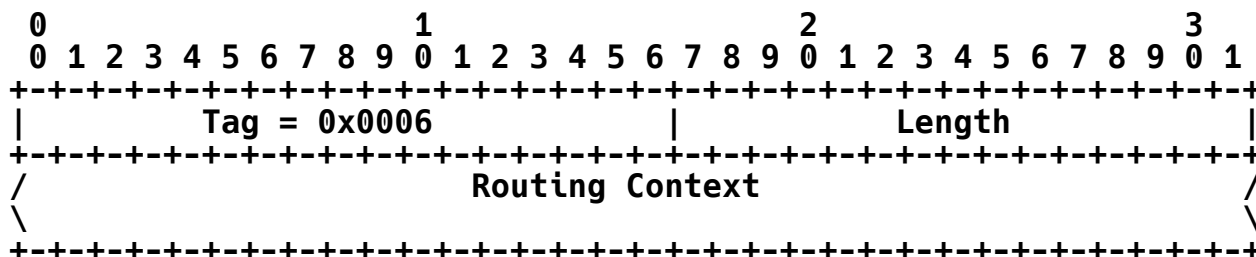 0                   1                   2                   3
 0 1 2 3 4 5 6 7 8 9 0 1 2 3 4 5 6 7 8 9 0 1 2 3 4 5 6 7 8 9 0 1
+-+-+-+-+-+-+-+-+-+-+-+-+-+-+-+-+-+-+-+-+-+-+-+-+-+-+-+-+-+-+-+-+
|         Tag = 0x0006            |           Length            |
+-+-+-+-+-+-+-+-+-+-+-+-+-+-+-+-+-+-+-+-+-+-+-+-+-+-+-+-+-+-+-+-+
/                       Routing Context                         /
\                                                               \
+-+-+-+-+-+-+-+-+-+-+-+-+-+-+-+-+-+-+-+-+-+-+-+-+-+-+-+-+-+-+-+-+